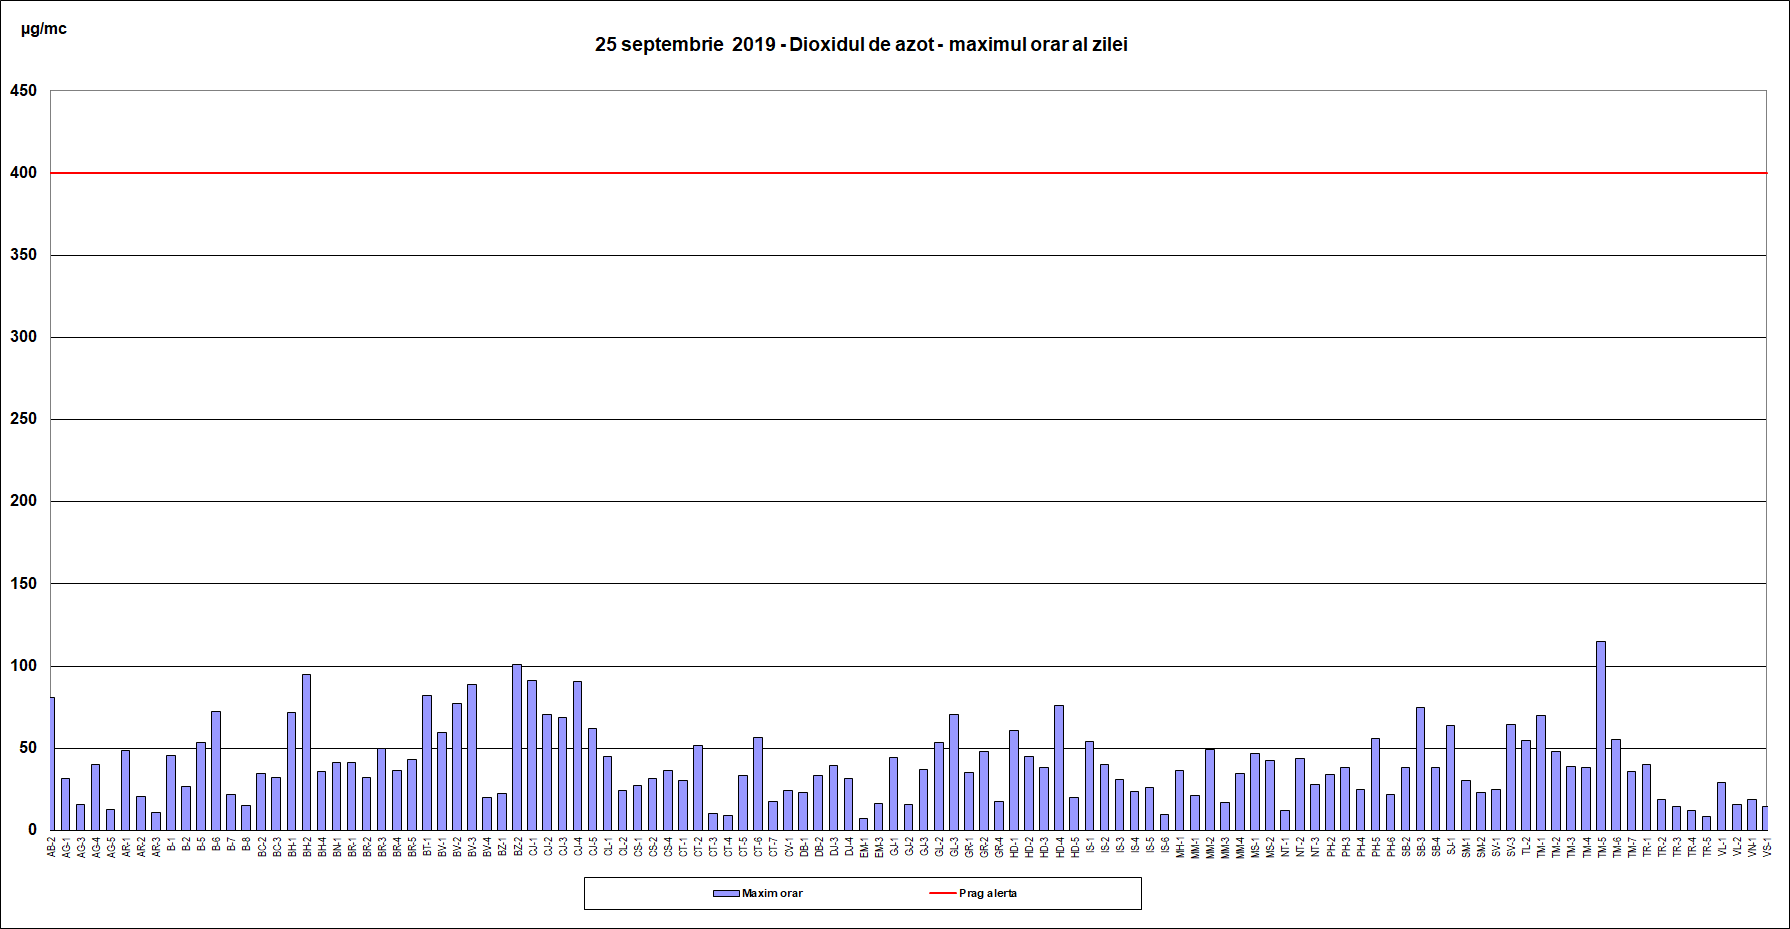 µg/mc
25 septembrie 2019 - Dioxidul de azot - maximul orar al zilei
450
400
350
300
250
200
150
100
50
0
AB-2 AG-1 AG-3 AG-4 AG-5 AR-1 AR-2 AR-3 B-1 B-2 B-5 B-6 B-7 B-8 BC-2 BC-3 BH-1 BH-2 BH-4 BN-1 BR-1 BR-2 BR-3 BR-4 BR-5 BT-1 BV-1 BV-2 BV-3 BV-4 BZ-1 BZ-2 CJ-1 CJ-2 CJ-3 CJ-4 CJ-5 CL-1 CL-2 CS-1 CS-2 CS-4 CT-1 CT-2 CT-3 CT-4 CT-5 CT-6 CT-7 CV-1 DB-1 DB-2 DJ-3 DJ-4 EM-1 EM-3 GJ-1 GJ-2 GJ-3 GL-2 GL-3 GR-1 GR-2 GR-4 HD-1 HD-2 HD-3 HD-4 HD-5 IS-1 IS-2 IS-3 IS-4 IS-5 IS-6 MH-1 MM-1 MM-2 MM-3 MM-4 MS-1 MS-2 NT-1 NT-2 NT-3 PH-2 PH-3 PH-4 PH-5 PH-6 SB-2 SB-3 SB-4 SJ-1 SM-1 SM-2 SV-1 SV-3 TL-2 TM-1 TM-2 TM-3 TM-4 TM-5 TM-6 TM-7 TR-1 TR-2 TR-3 TR-4 TR-5 VL-1 VL-2 VN-1 VS-1
Maxim orar Prag alerta